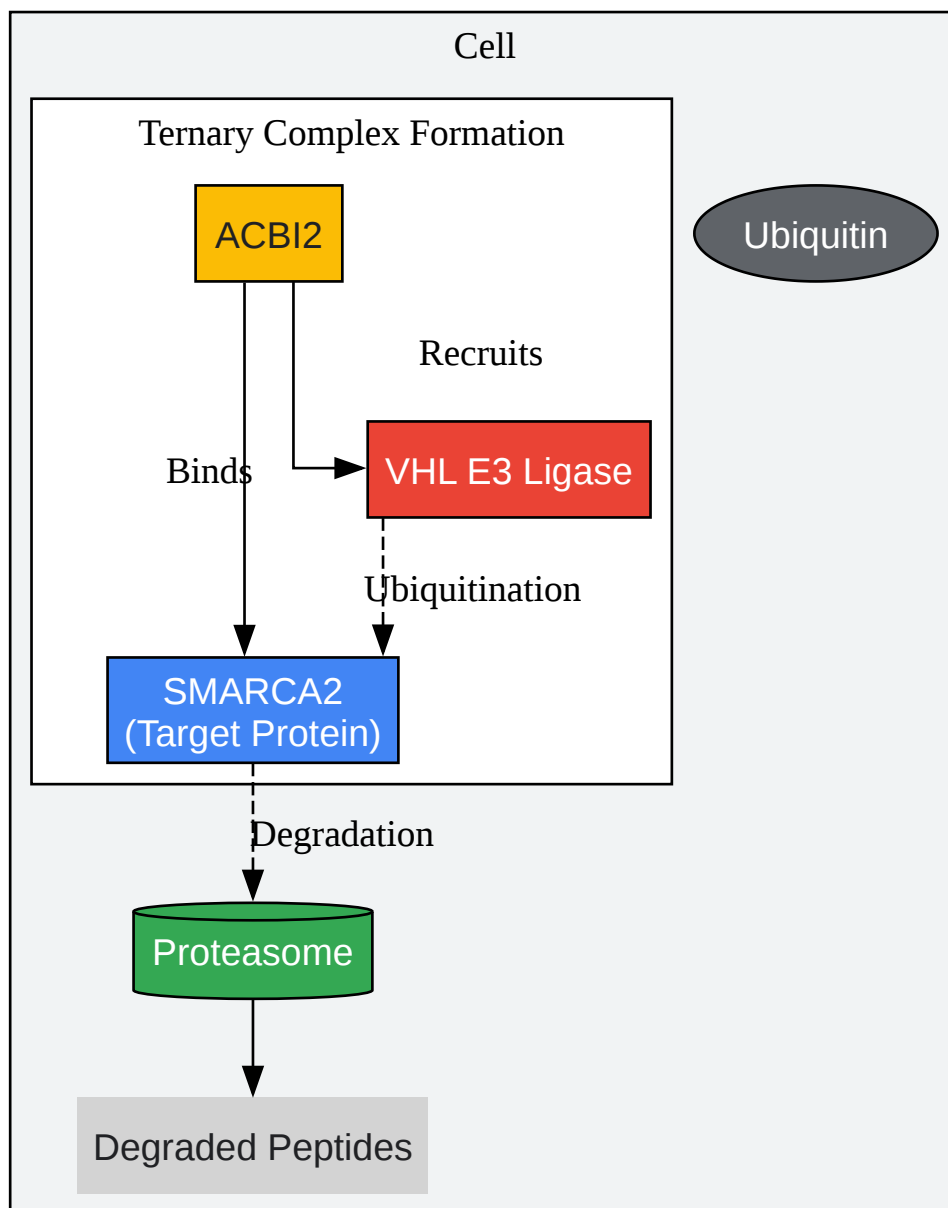 Cell
Ternary Complex Formation
ACBI2
Ubiquitin
Recruits
Binds
VHL E3 Ligase
Ubiquitination
SMARCA2
(Target Protein)
Degradation
Proteasome
Degraded Peptides